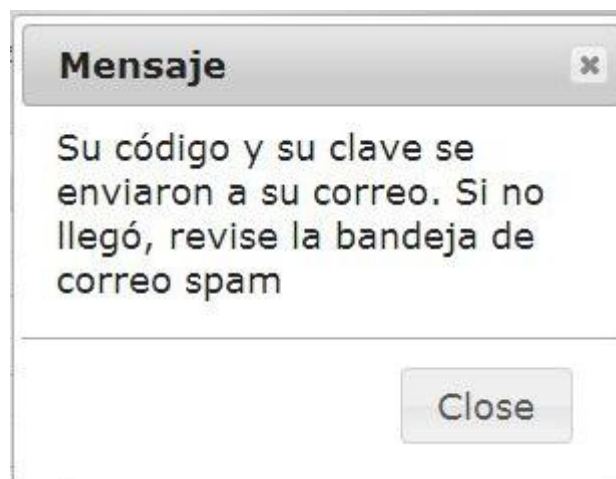 Mensaje
Su código y su clave se
enviaron a su correo. Si no
llegó, revise la bandeja de
correo spam
Close